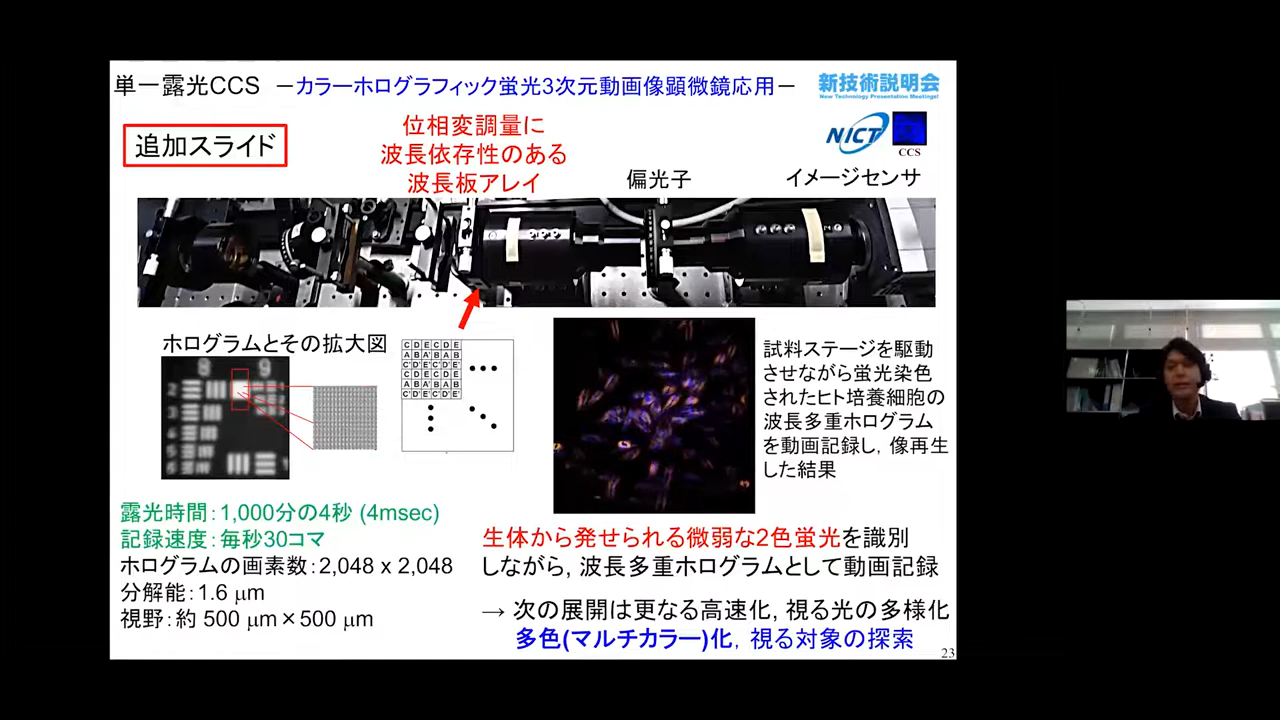 単一露光CCS －カラーホログラフィック蛍光3次元動画像顕微鏡応用－
新技術説明会
New Technology Presentation Meetings!
追加スライド
NICT
CCS
位相変調量に
波長依存性のある
波長板アレイ
偏光子
イメージセンサ
ホログラムとその拡大図
8 9
2
3
4
5
6
C D E C D E
A B A' B A B
C' D' E' C' D' E'
C D E C D E
A B A' B A B
C' D' E' C' D' E'
試料ステージを駆動
させながら蛍光染色
されたヒト培養細胞の
波長多重ホログラム
を動画記録し，像再生
した結果
露光時間：1,000分の4秒 (4msec)
記録速度：毎秒30コマ
ホログラムの画素数：2,048 x 2,048
分解能：1.6 μm
視野：約 500 μm×500 μm
生体から発せられる微弱な2色蛍光を識別
しながら, 波長多重ホログラムとして動画記録
→ 次の展開は更なる高速化, 視る光の多様化
多色(マルチカラー)化, 視る対象の探索
23